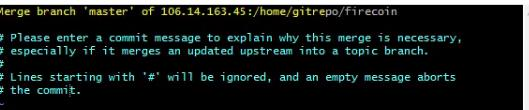 Merge branch 'master' of 106.14.163.45:/home/gitrepo/firecoin
# Please enter a commit message to explain why this merge is necessary,
# especially if it merges an updated upstream into a topic branch.
#
# Lines starting with '#' will be ignored, and an empty message aborts
# the commit.
~